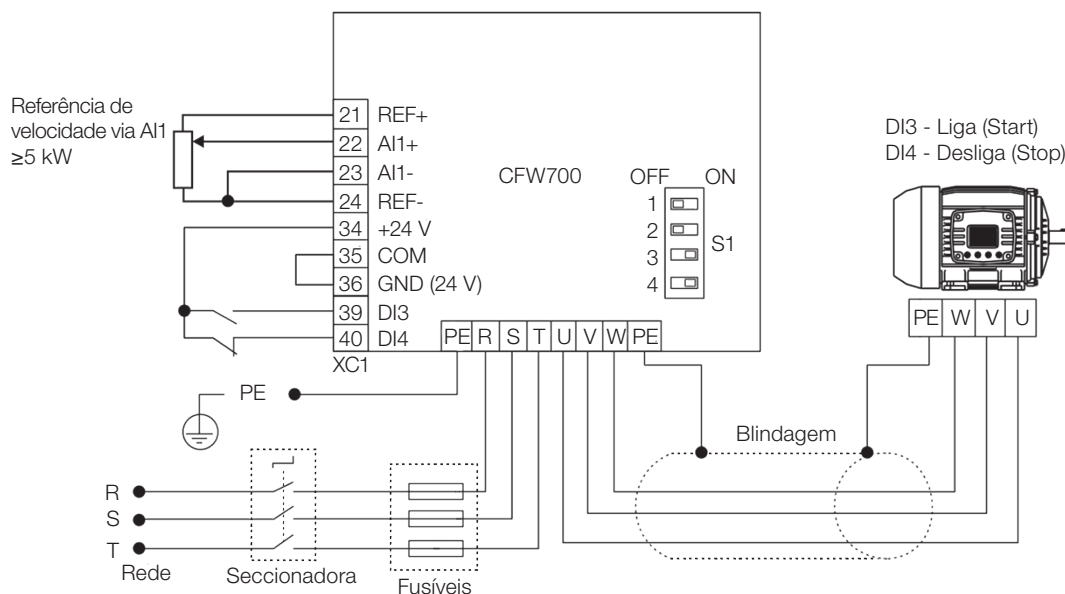 Referência de
velocidade via AI1
≥5 kW
21 REF+
22 AI1+
23 AI1-
24 REF-
34 +24 V
35 COM
36 GND (24 V)
39 DI3
40 DI4
XC1
CFW700
OFF ON
1
2
3
4
S1
DI3 - Liga (Start)
DI4 - Desliga (Stop)
PE R S T U V W PE
PE W V U
PE
Blindagem
R
S
T
Rede
Seccionadora
Fusíveis